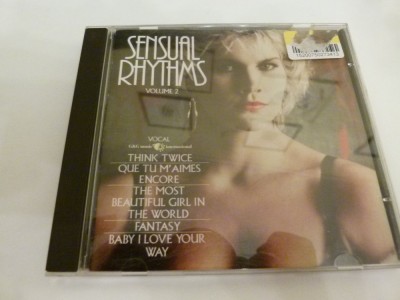 SENSUAL
RHYTHMS
VOLUME 2
VOCAL
THINK TWICE
QUE TU M'AIMES
ENCORE
THE MOST
BEAUTIFUL GIRL IN
THE WORLD
FANTASY
BABY I LOVE YOUR
WAY